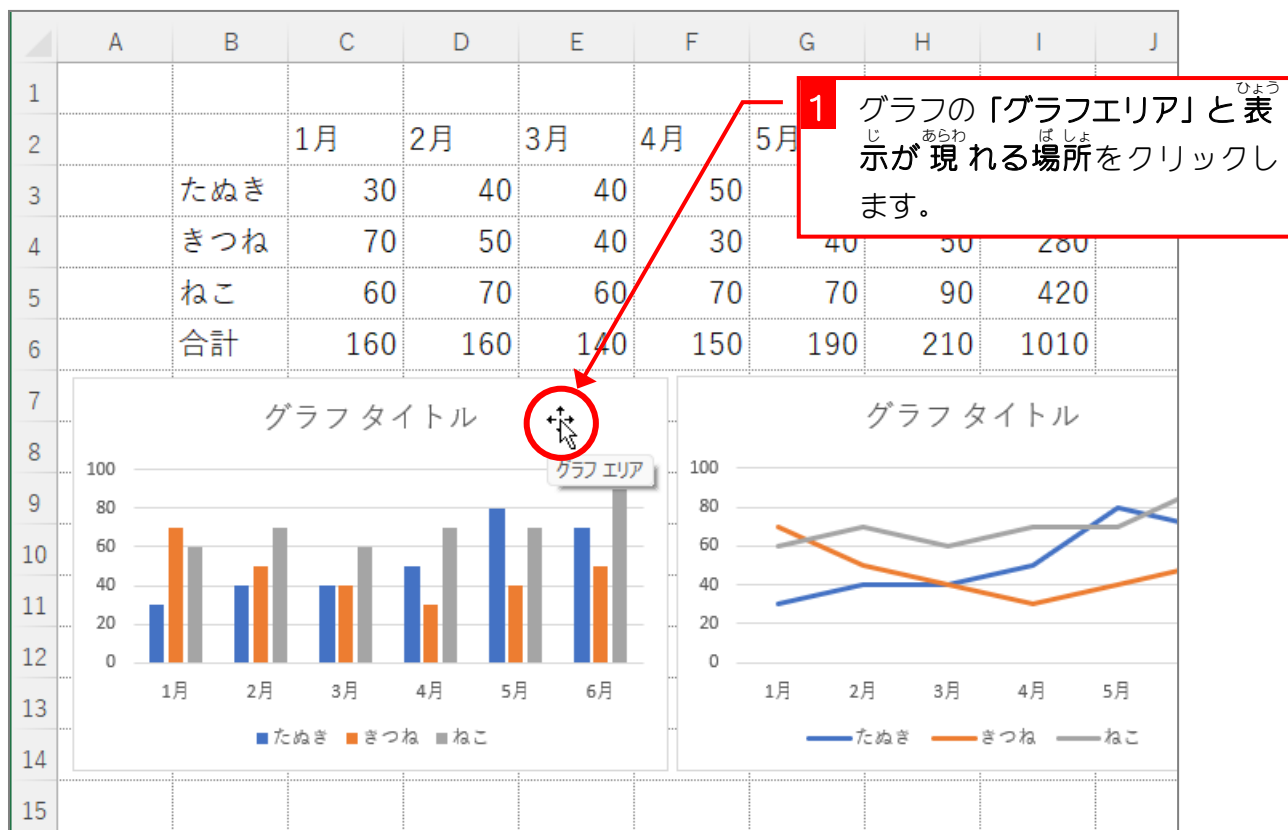 A B C D E F G H I J
1
2 1月 2月 3月 4月 5月
3 たぬき 30 40 40 50
4 きつね 70 50 40 30 40 50 280
5 ねこ 60 70 60 70 70 90 420
6 合計 160 160 140 150 190 210 1010
7
8
9
10
11
12
13
14
15
1 グラフの「グラフエリア」と表
ひょう
示が現れる場所をクリックし
じ あらわ ばしょ
ます。
グラフ タイトル
グラフ エリア
100
80
60
40
20
0
1月 2月 3月 4月 5月 6月
たぬき きつね ねこ
グラフ タイトル
100
80
60
40
20
0
1月 2月 3月 4月 5月
たぬき きつね ねこ